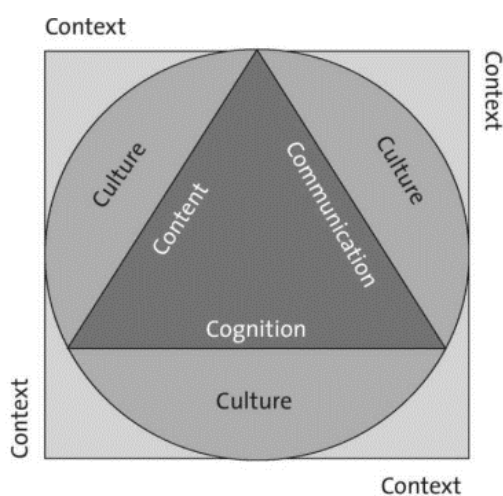 Context
Context
Culture
Culture
Content
Communication
Cognition
Culture
Context
Context